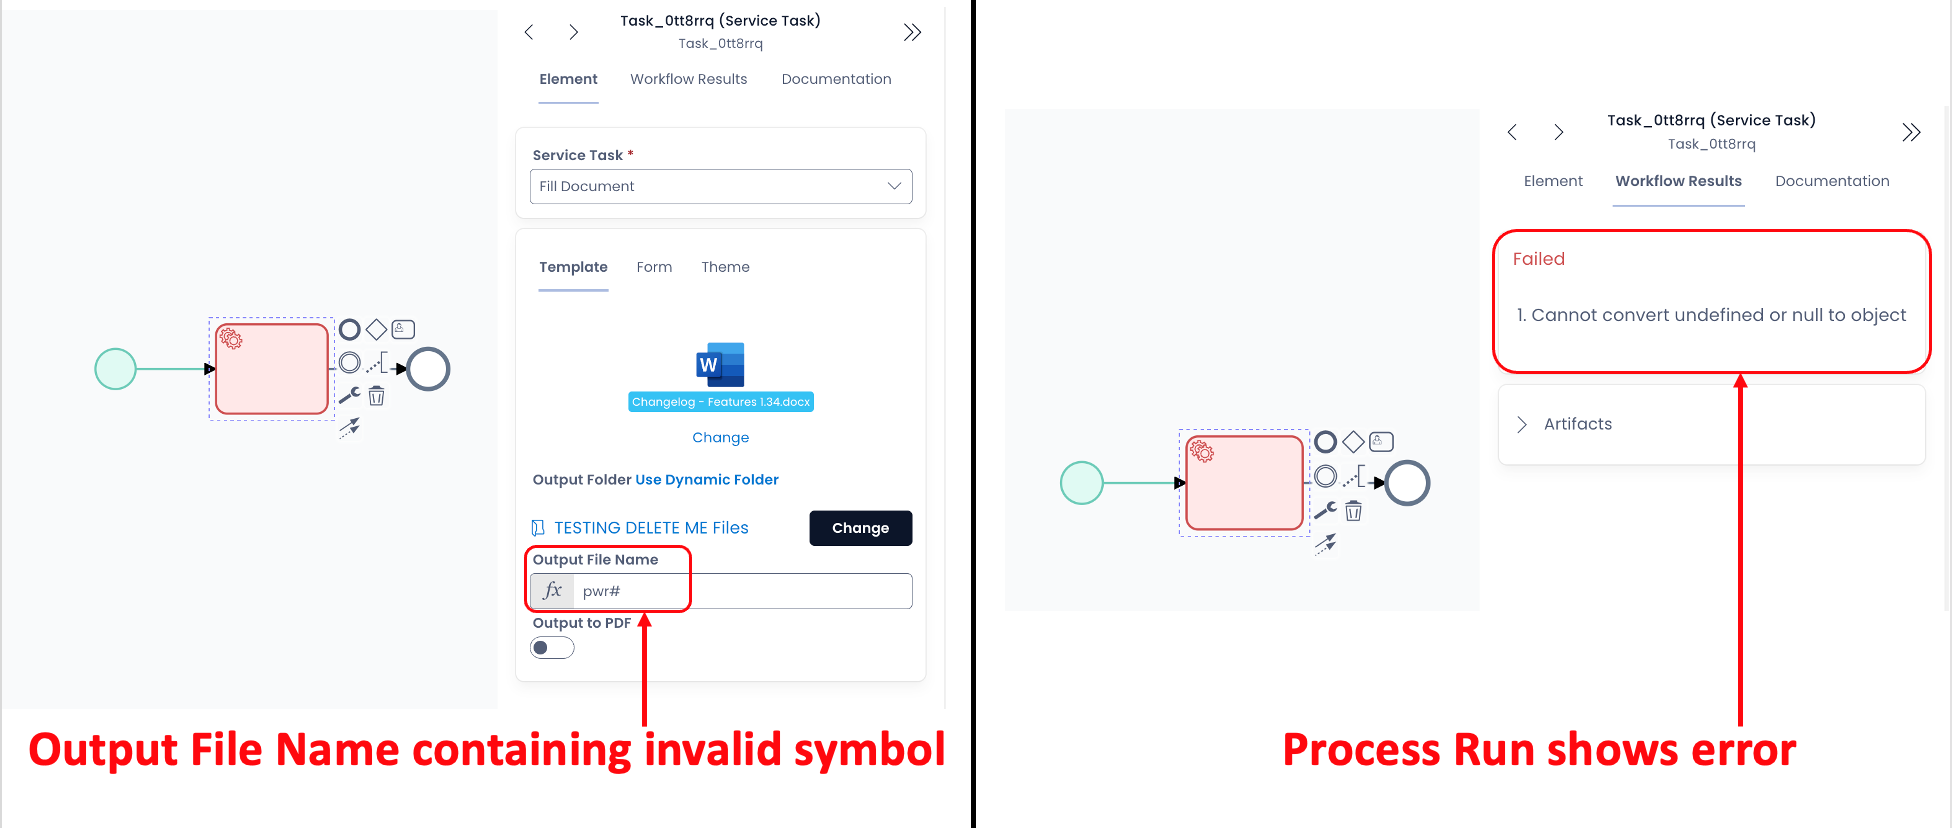 Task_0tt8rrq (Service Task)
Task_0tt8rrq
Element Workflow Results Documentation
Service Task *
Fill Document
Template Form Theme
W
Changelog - Features 1.34.docx
Change
Output Folder Use Dynamic Folder
TESTING DELETE ME Files Change
Output File Name
fx pwr#
Output to PDF
Output File Name containing invalid symbol
Task_0tt8rrq (Service Task)
Task_0tt8rrq
Element Workflow Results Documentation
Failed
1. Cannot convert undefined or null to object
Artifacts
Process Run shows error